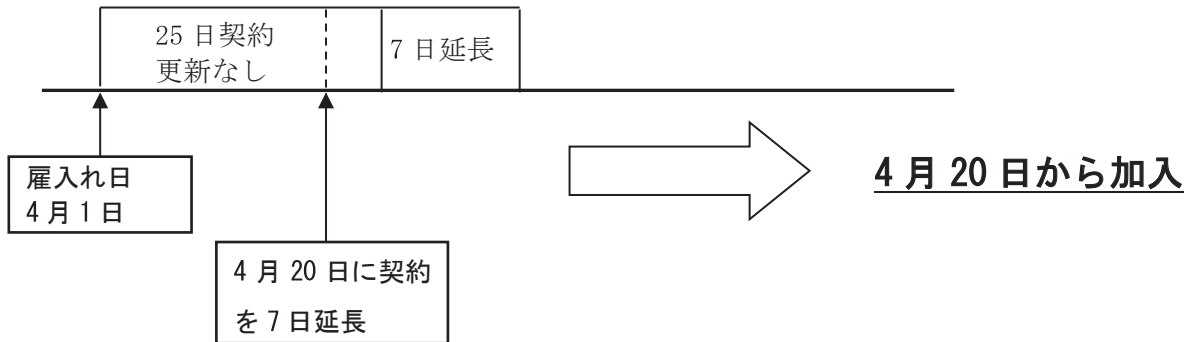 25 日契約
更新なし
7 日延長
雇入れ日
4 月 1 日
4 月 20 日に契約
を 7 日延長
4 月 20 日から加入